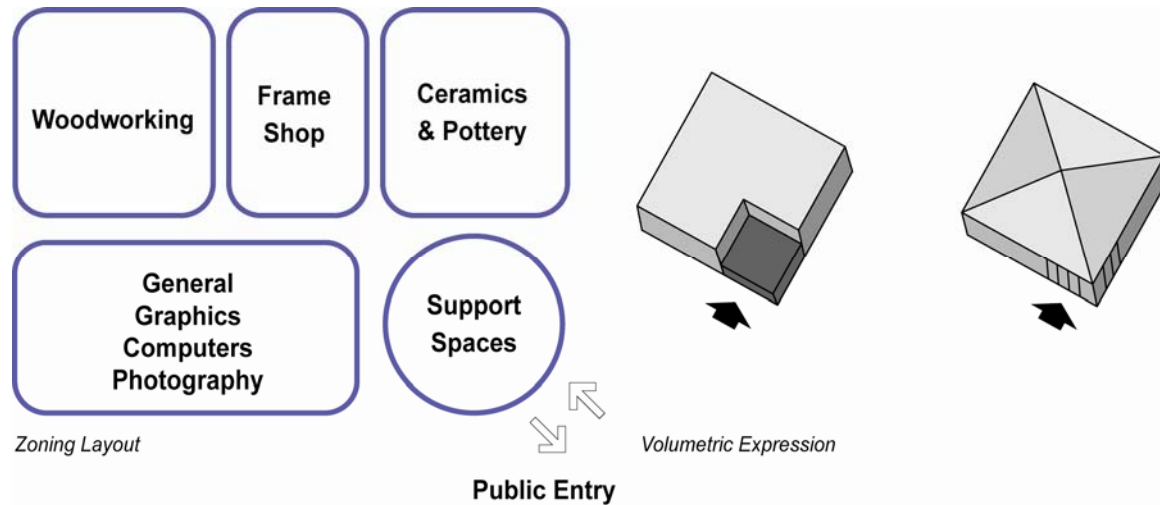 Woodworking
Frame
Shop
Ceramics
& Pottery
General
Graphics
Computers
Photography
Support
Spaces
Zoning Layout
Volumetric Expression
Public Entry